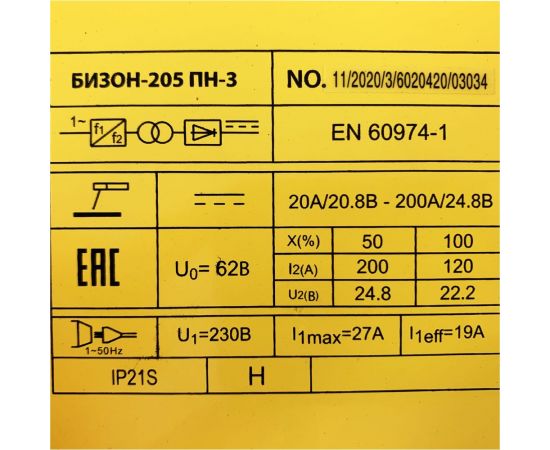 БИЗОН-205 ПН-3 NO. 11/2020/3/6020420/03034
1~ f1 f2 EN 60974-1
20A/20.8В - 200A/24.8В
EAC U0= 62В X(%) 50 100
I2(A) 200 120
U2(В) 24.8 22.2
1~50Hz U1=230В I1max=27A I1eff=19A
IP21S H